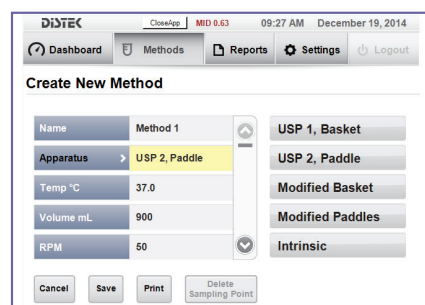 DISTEK CloseApp MID 0.63 09:27 AM December 19, 2014
Dashboard Methods Reports Settings Logout
Create New Method
Name Method 1 USP 1, Basket
Apparatus > USP 2, Paddle USP 2, Paddle
Temp °C 37.0 Modified Basket
Volume mL 900 Modified Paddles
RPM 50 Intrinsic
Cancel Save Print Delete
Sampling Point